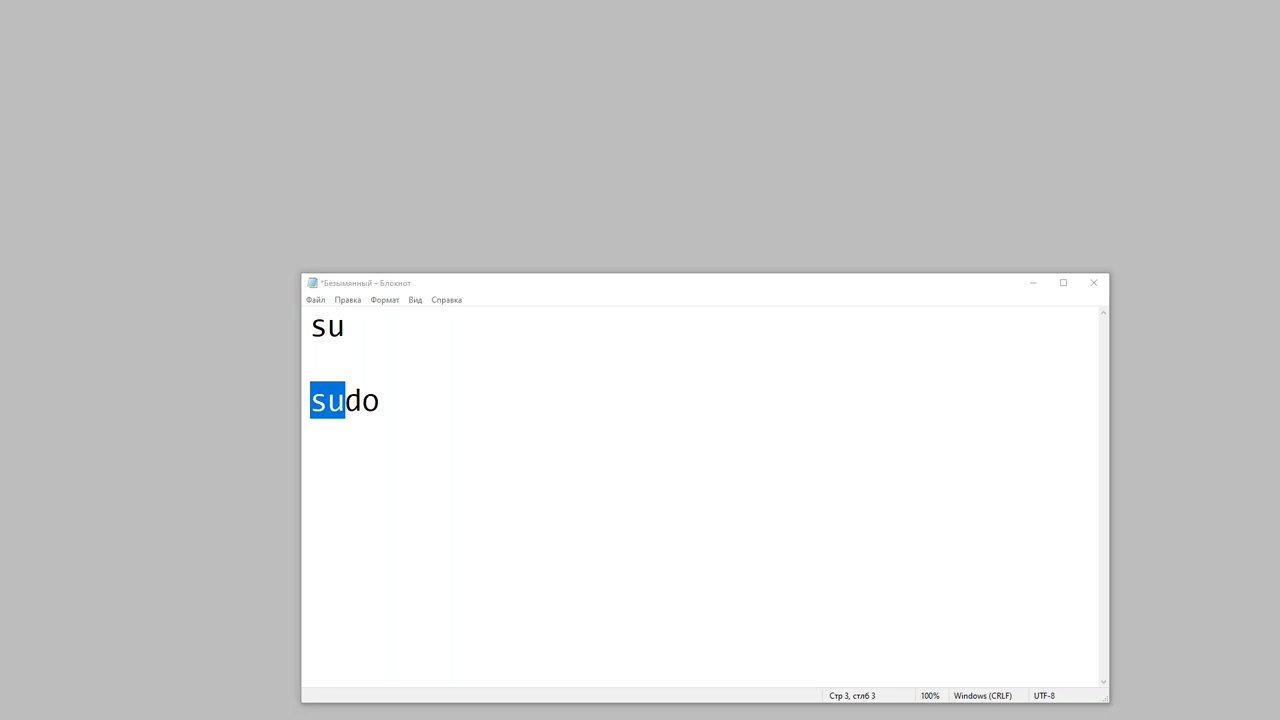 *Безымянный – Блокнот
Файл Правка Формат Вид Справка
su
sudo
Стр 3, стлб 3 100% Windows (CRLF) UTF-8